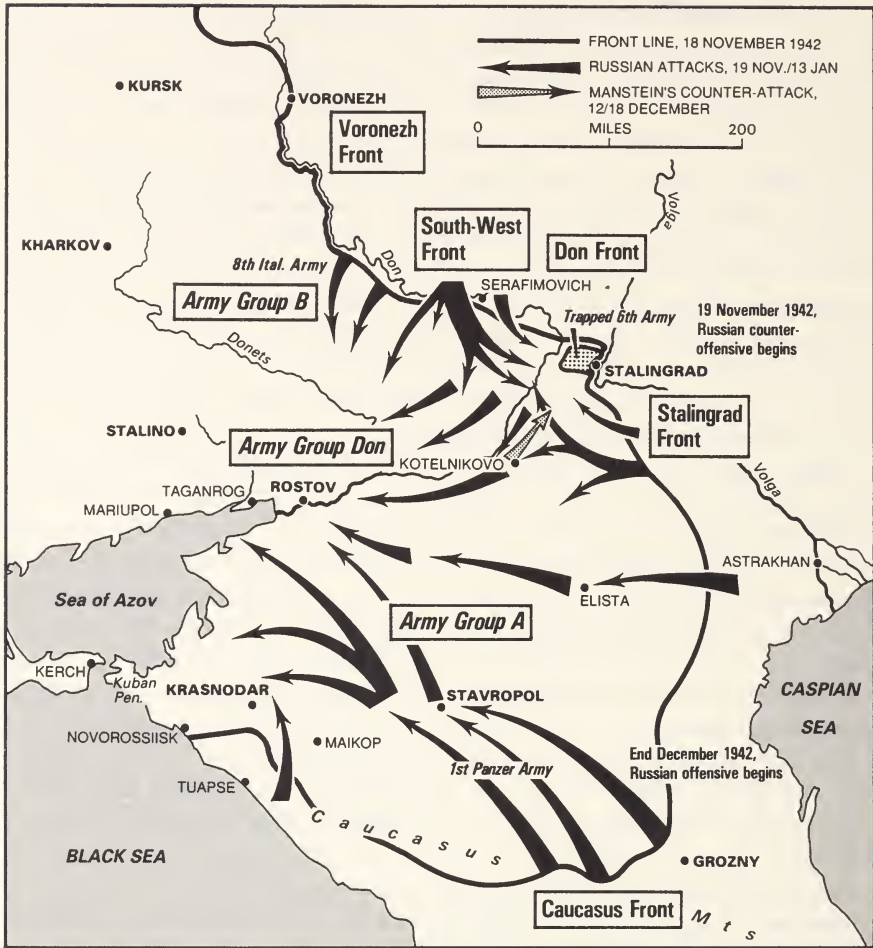 FRONT LINE, 18 NOVEMBER 1942
RUSSIAN ATTACKS, 19 NOV./13 JAN
MANSTEIN'S COUNTER-ATTACK,
12/18 DECEMBER
0 MILES 200
KURSK
VORONEZH
Voronezh
Front
Volga
KHARKOV
South-West
Front
Don Front
8th Ital. Army
Don
SERAFIMOVICH
Army Group B
Trapped 6th Army
19 November 1942,
Russian counter-
offensive begins
Donets
STALINGRAD
STALINO
Army Group Don
Stalingrad
Front
KOTELNIKOVO
Volga
TAGANROG
ROSTOV
MARIUPOL
ASTRAKHAN
Sea of Azov
ELISTA
Army Group A
KERCH
Kuban
Pen.
KRASNODAR
STAVROPOL
CASPIAN
SEA
NOVOROSSIISK
MAIKOP
End December 1942,
Russian offensive begins
1st Panzer Army
TUAPSE
Caucasus
BLACK SEA
GROZNY
Caucasus Front
Mts